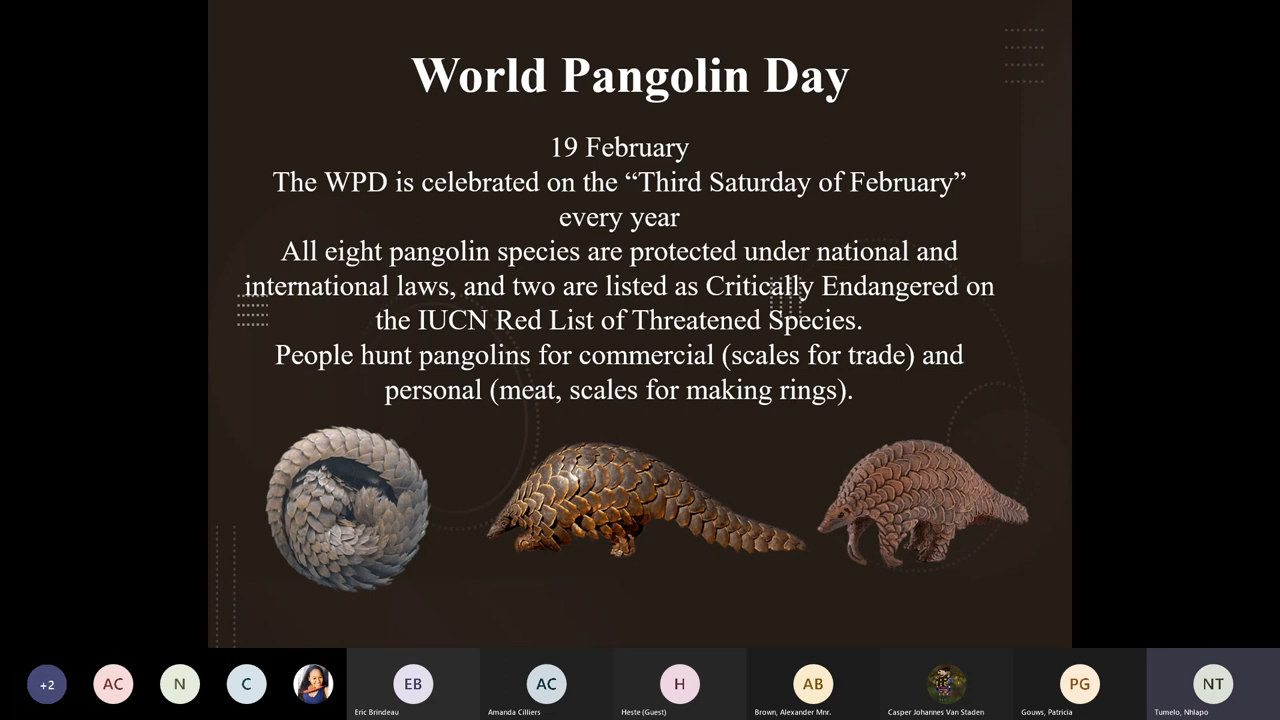 World Pangolin Day
19 February
The WPD is celebrated on the “Third Saturday of February”
every year
All eight pangolin species are protected under national and
international laws, and two are listed as Critically Endangered on
the IUCN Red List of Threatened Species.
People hunt pangolins for commercial (scales for trade) and
personal (meat, scales for making rings).
+2
AC
N
C
EB
Eric Brindeau
AC
Amanda Cilliers
H
Heste (Guest)
AB
Brown, Alexander Mnr.
Casper Johannes Van Staden
PG
Gouws, Patricia
NT
Tumelo, Nhlapo